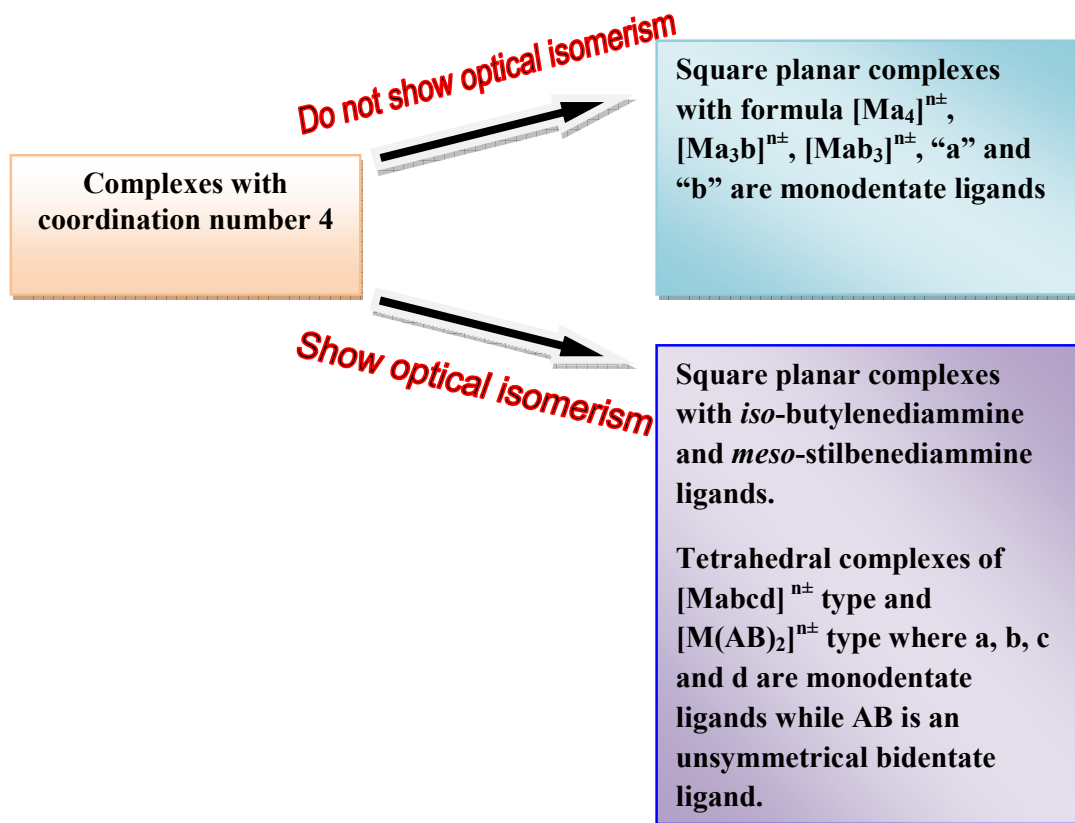 Do not show optical isomerism
Complexes with
coordination number 4
Square planar complexes
with formula [Ma₄]ⁿ±,
[Ma₃b]ⁿ±, [Mab₃]ⁿ±, “a” and
“b” are monodentate ligands
Show optical isomerism
Square planar complexes
with iso-butylenediammine
and meso-stilbenediammine
ligands.
Tetrahedral complexes of
[Mabcd] ⁿ± type and
[M(AB)₂]ⁿ± type where a, b, c
and d are monodentate
ligands while AB is an
unsymmetrical bidentate
ligand.